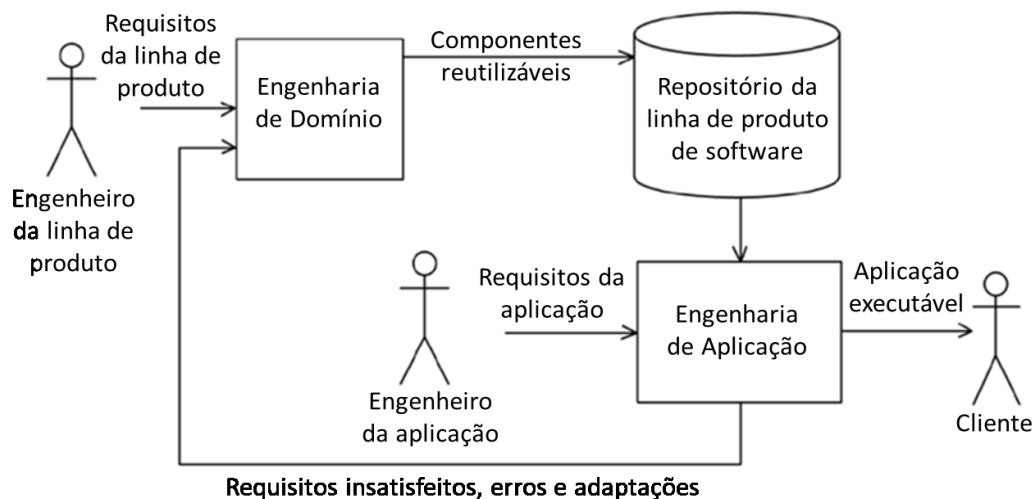 Requisitos
da linha de
produto
Engenheiro
da linha de
produto
Engenharia
de Domínio
Componentes
reutilizáveis
Repositório da
linha de produto
de software
Engenheiro
da aplicação
Requisitos da
aplicação
Engenharia
de Aplicação
Aplicação
executável
Cliente
Requisitos insatisfeitos, erros e adaptações